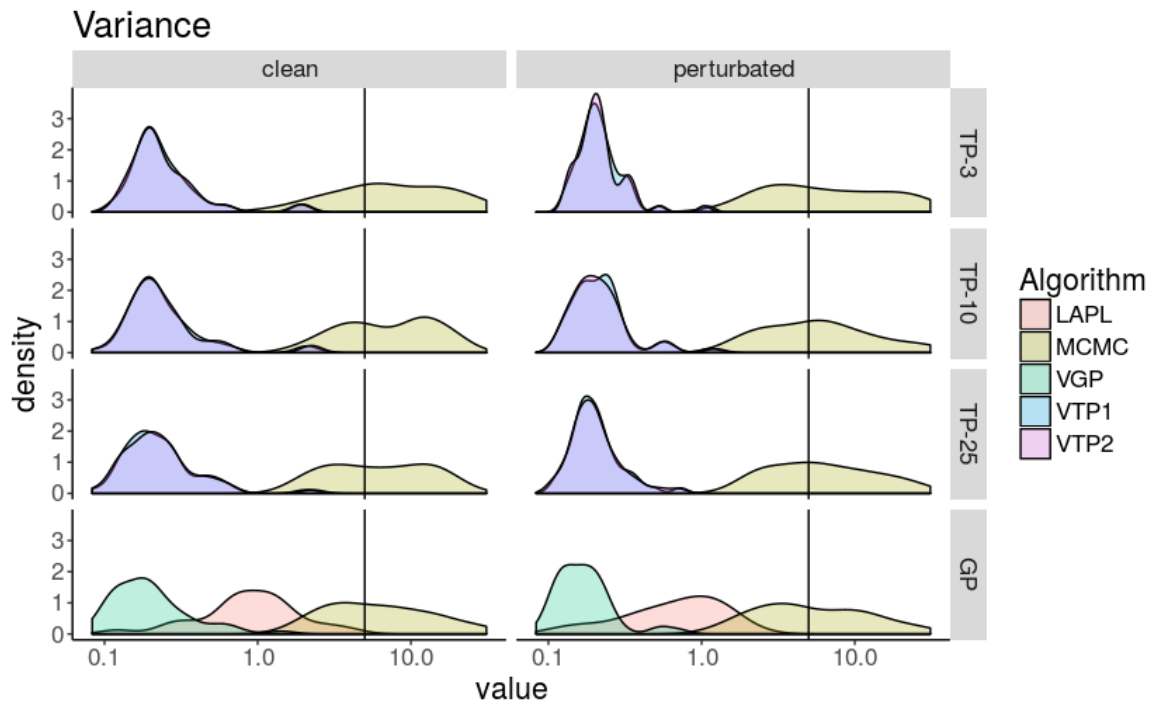 Variance
clean perturbated
3
2
1
0
TP-3
3
2
1
0
TP-10
3
2
1
0
TP-25
3
2
1
0
GP
density
0.1 1.0 10.0 0.1 1.0 10.0
value
Algorithm
LAPL
MCMC
VGP
VTP1
VTP2